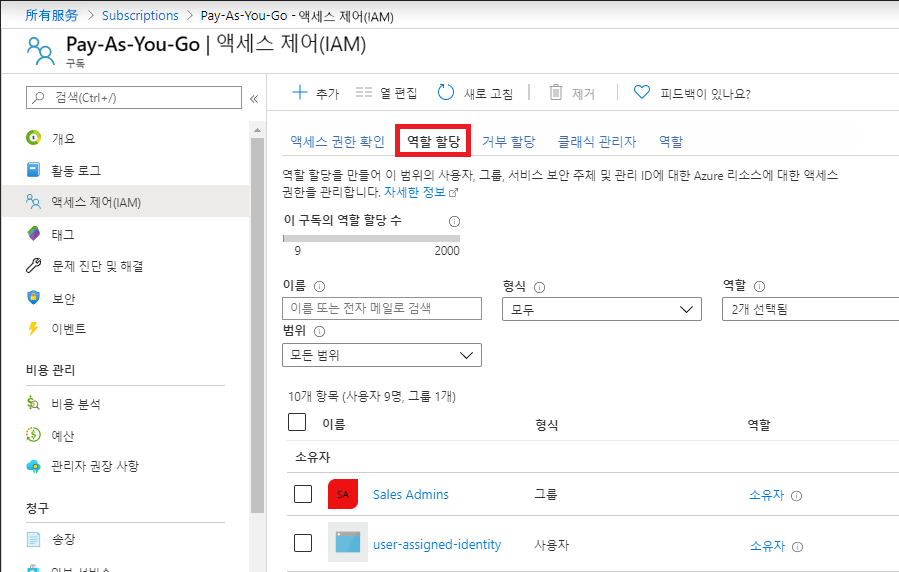 所有服务 > Subscriptions > Pay-As-You-Go - 액세스 제어(IAM)
Pay-As-You-Go | 액세스 제어(IAM)
구독
검색(Ctrl+/)
«
개요
활동 로그
액세스 제어(IAM)
태그
문제 진단 및 해결
보안
이벤트
비용 관리
비용 분석
예산
관리자 권장 사항
청구
송장
추가
열 편집
새로 고침
제거
피드백이 있나요?
액세스 권한 확인
역할 할당
거부 할당
클래식 관리자
역할
역할 할당을 만들어 이 범위의 사용자, 그룹, 서비스 보안 주체 및 관리 ID에 대한 Azure 리소스에 대한 액세스
권한을 관리합니다. 자세한 정보
이 구독의 역할 할당 수
9 2000
이름
이름 또는 전자 메일로 검색
형식
모두
역할
2개 선택됨
범위
모든 범위
10개 항목 (사용자 9명, 그룹 1개)
이름 형식 역할
소유자
SA Sales Admins 그룹 소유자
user-assigned-identity 사용자 소유자